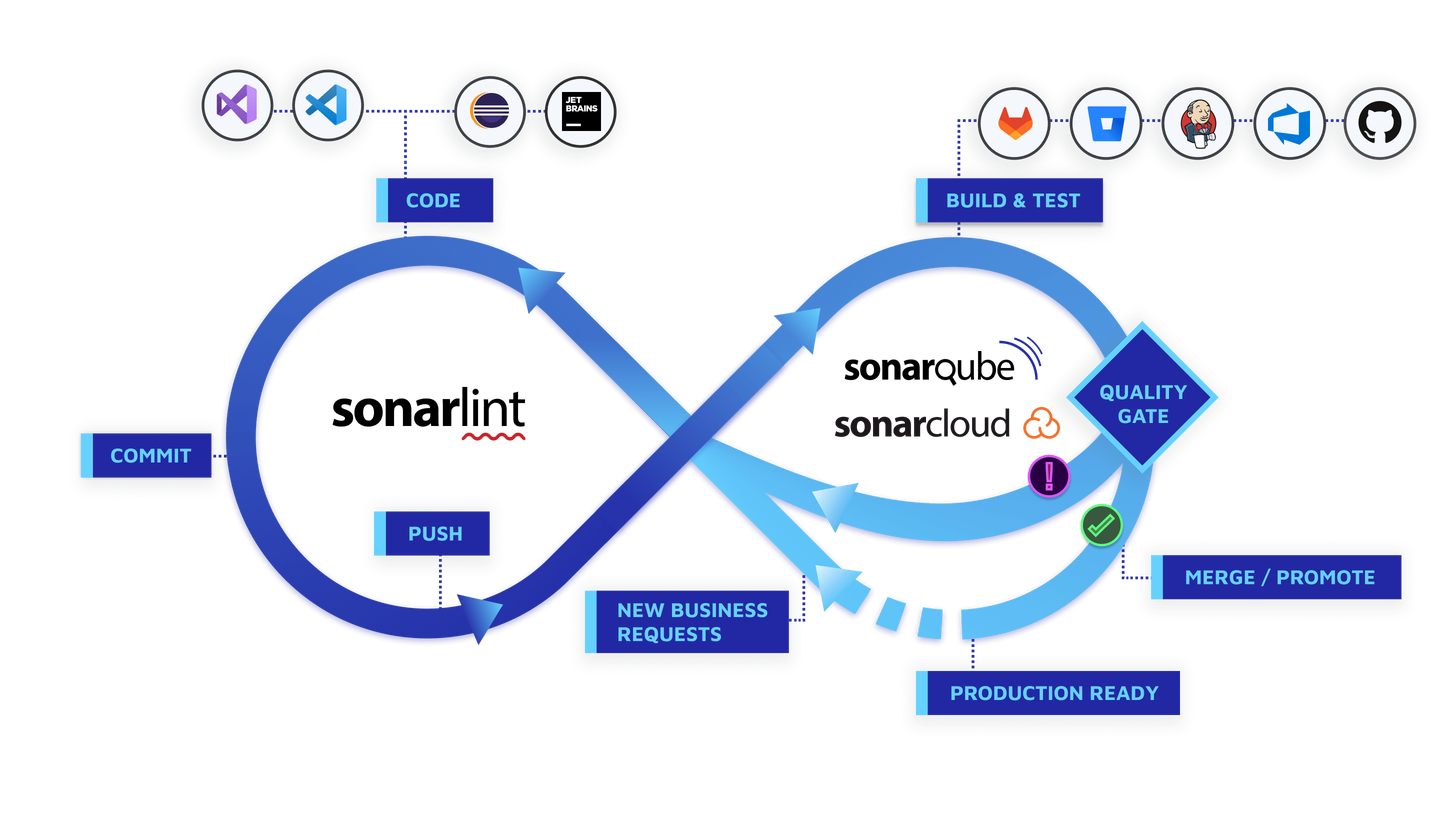 JET
BRAINS
CODE
BUILD & TEST
sonarlint
sonarqube
sonarcloud
QUALITY
GATE
COMMIT
PUSH
MERGE / PROMOTE
NEW BUSINESS
REQUESTS
PRODUCTION READY